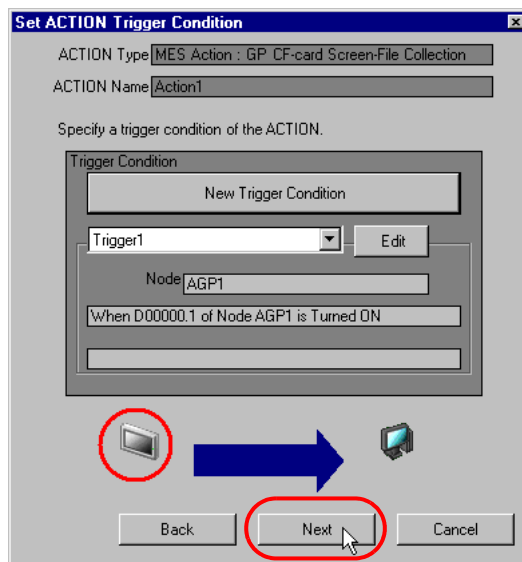 Set ACTION Trigger Condition
ACTION Type MES Action : GP CF-card Screen-File Collection
ACTION Name Action1
Specify a trigger condition of the ACTION.
Trigger Condition
New Trigger Condition
Trigger1 Edit
Node AGP1
When D00000.1 of Node AGP1 is Turned ON
Back Next Cancel